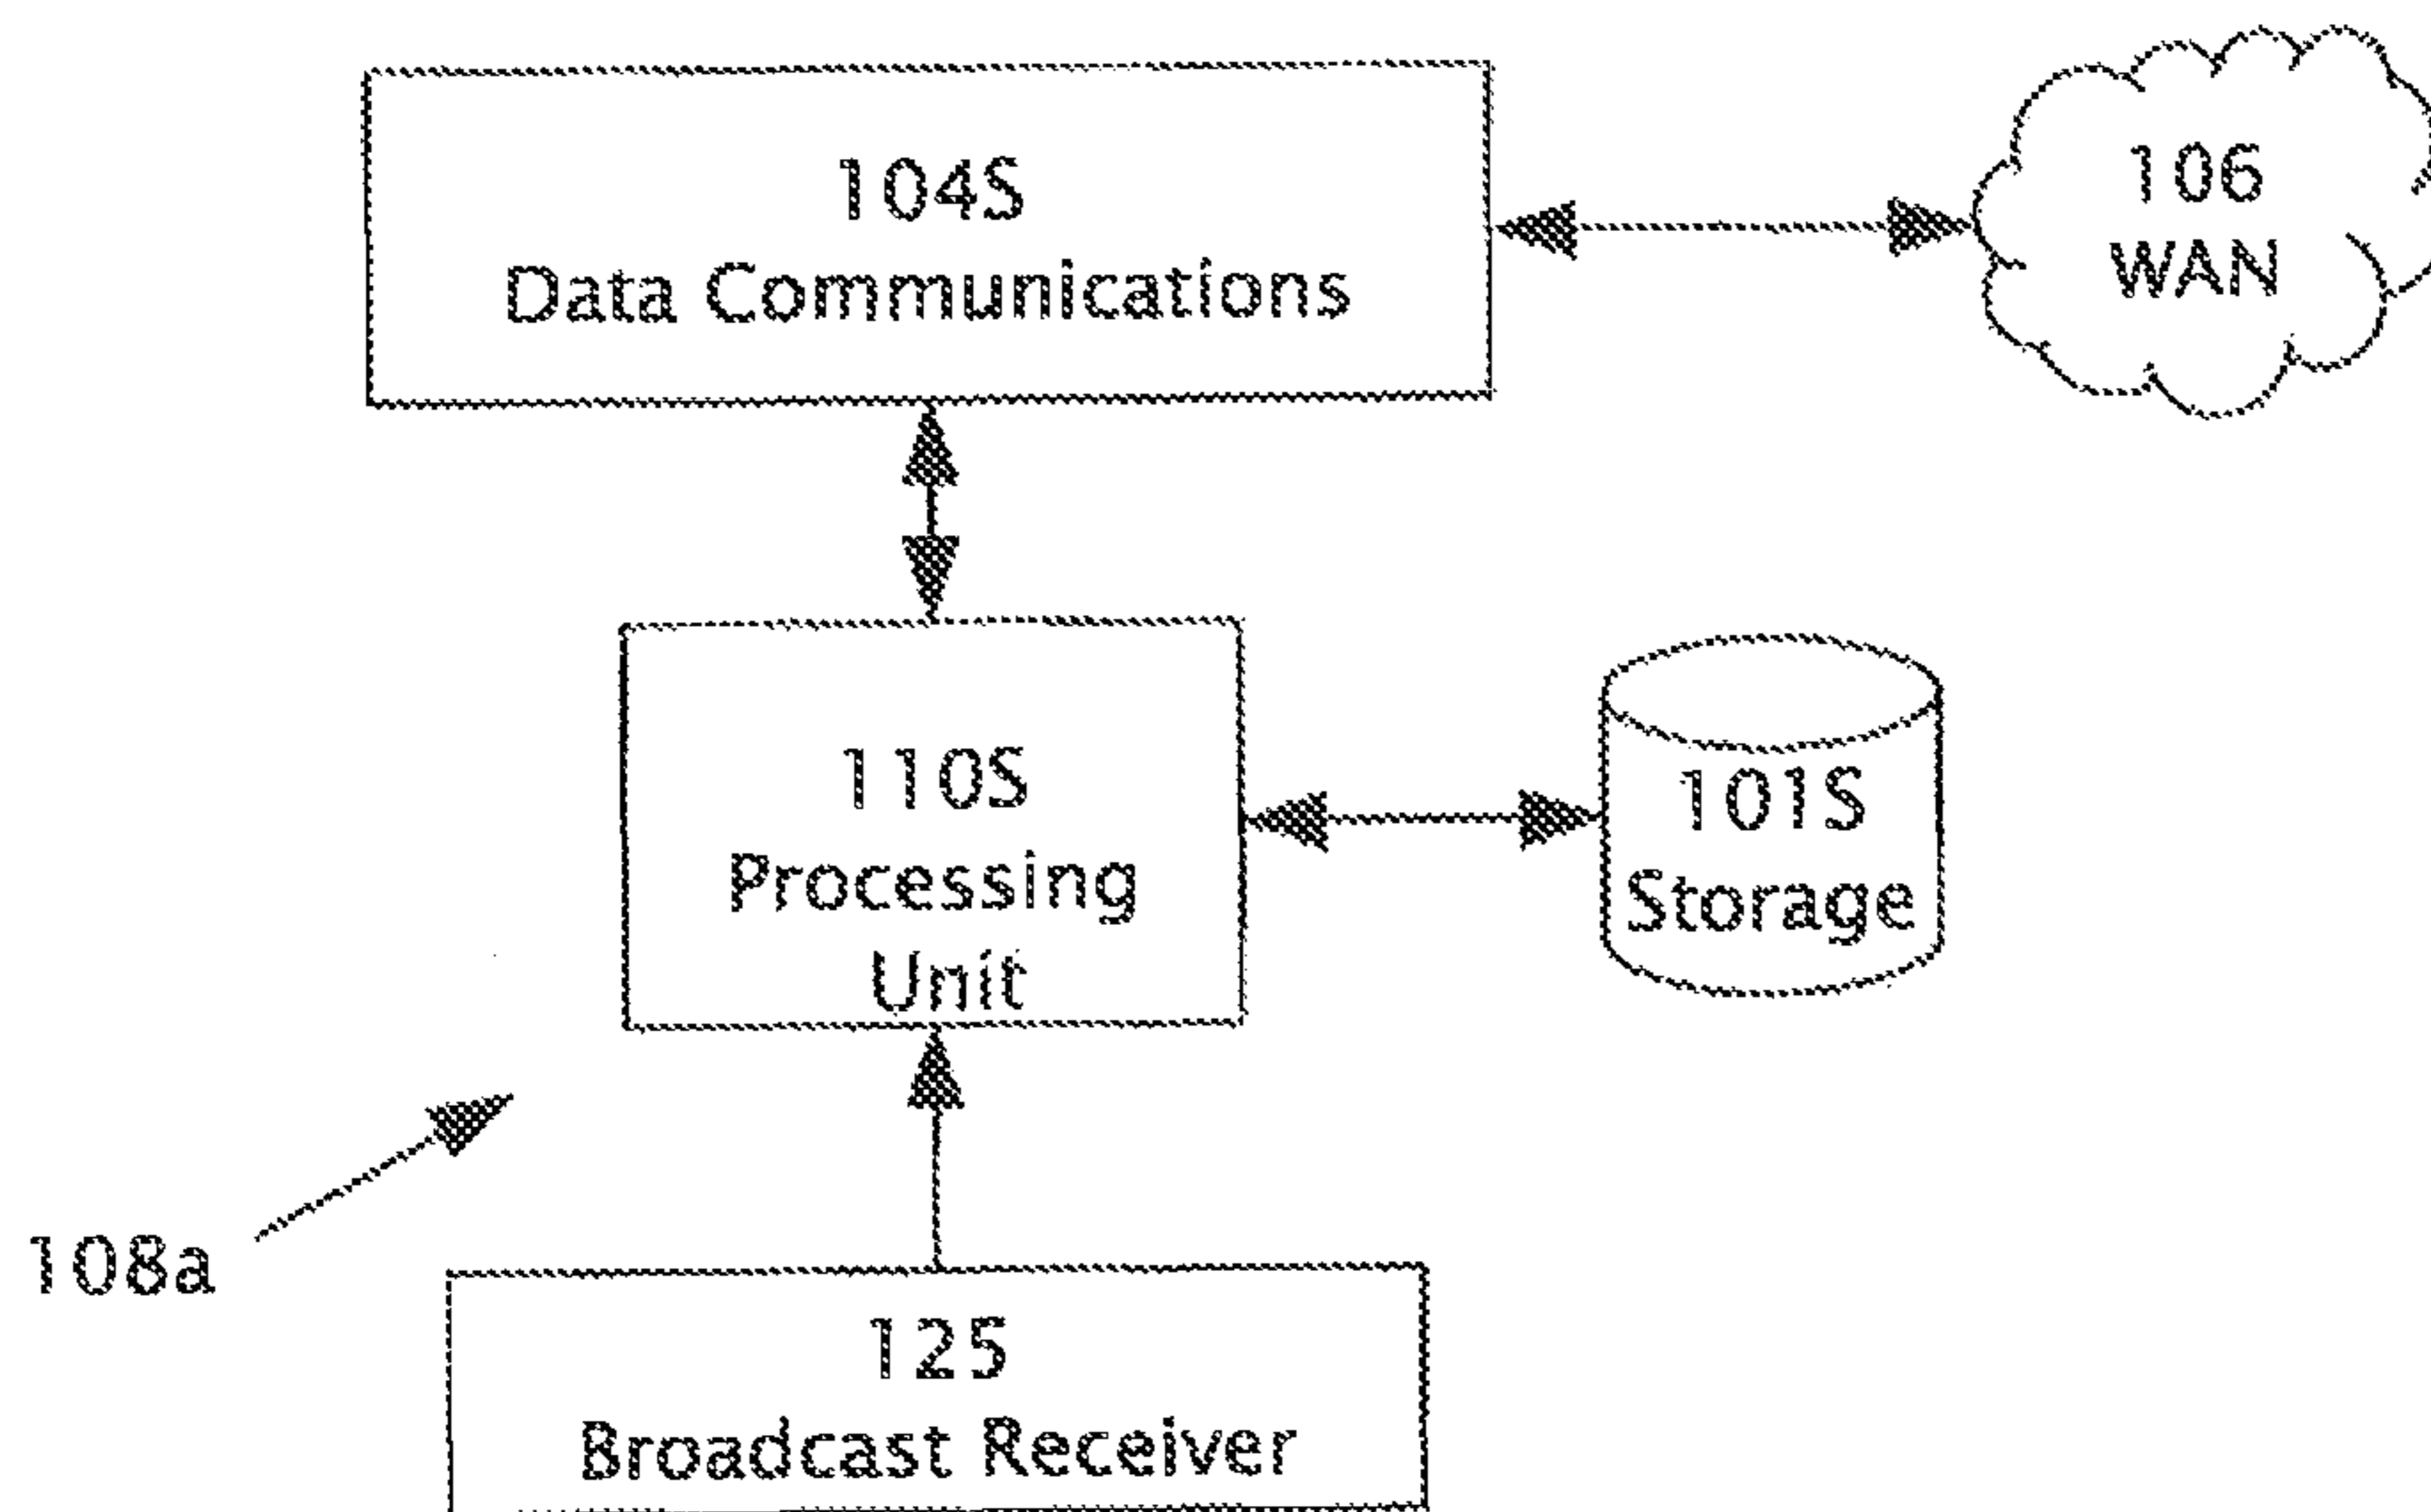 104S
Data Communications
106
WAN
110S
Processing
Unit
101S
Storage
108a
125
Broadcast Receiver